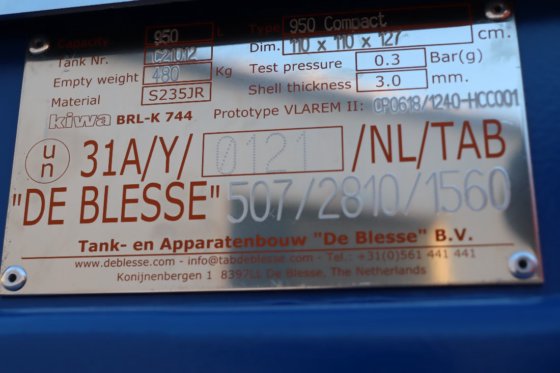 Capacity 950 L Type 950 Compact
Tank Nr. C21012 Dim. 110 x 110 x 127 cm.
Empty weight 480 Kg Test pressure 0.3 Bar(g)
Material S235JR Shell thickness 3.0 mm.
kiwa BRL-K 744 Prototype VLAREM II: CP0618/1240-HCC001
un 31A/Y/ 0121 /NL/TAB
"DE BLESSE" 507/2810/1560
Tank- en Apparatenbouw "De Blesse" B.V.
www.deblesse.com - info@tabdeblesse.com - Tel.: +31(0)561 441 441
Konijnenbergen 1 8397LL De Blesse, The Netherlands